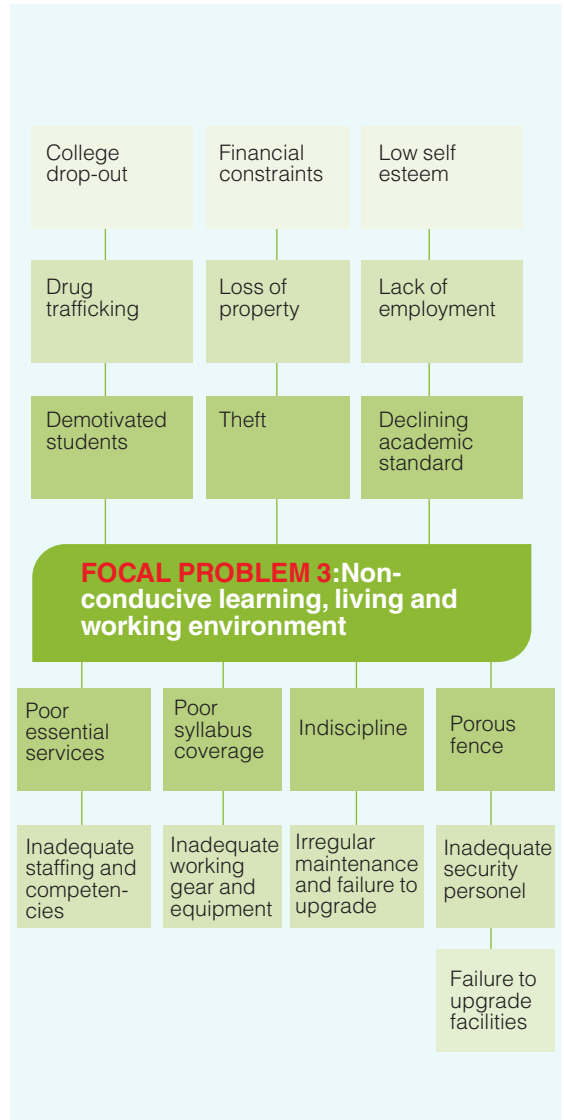 College
drop-out
Financial
constraints
Low self
esteem
Drug
trafficking
Loss of
property
Lack of
employment
Demotivated
students
Theft
Declining
academic
standard
FOCAL PROBLEM 3:Non-
conducive learning, living and
working environment
Poor
essential
services
Poor
syllabus
coverage
Indiscipline
Porous
fence
Inadequate
staffing and
competen-
cies
Inadequate
working
gear and
equipment
Irregular
maintenance
and failure to
upgrade
Inadequate
security
personel
Failure to
upgrade
facilities